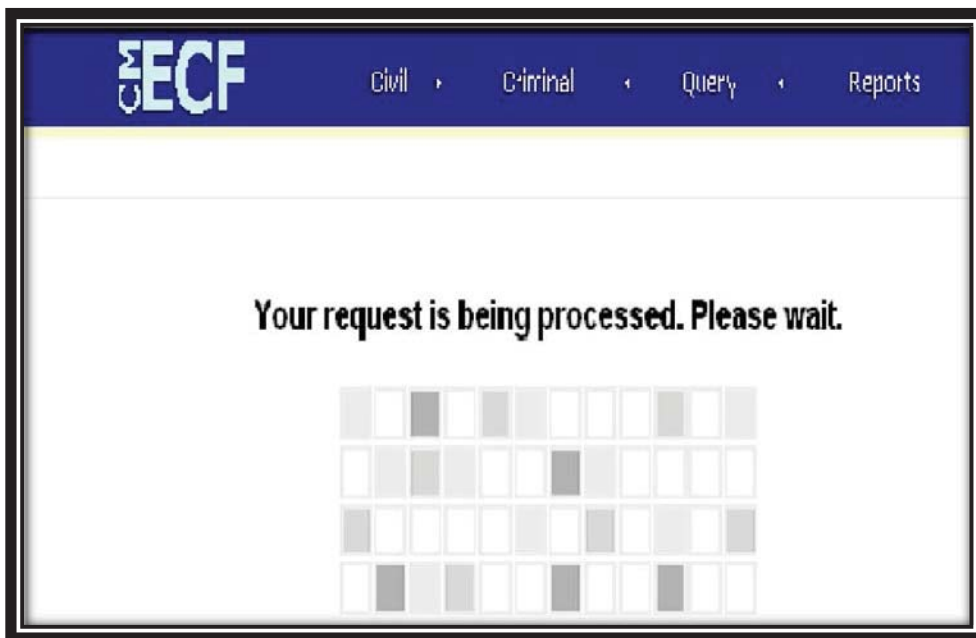 CM ECF Civil Criminal Query Reports
Your request is being processed. Please wait.